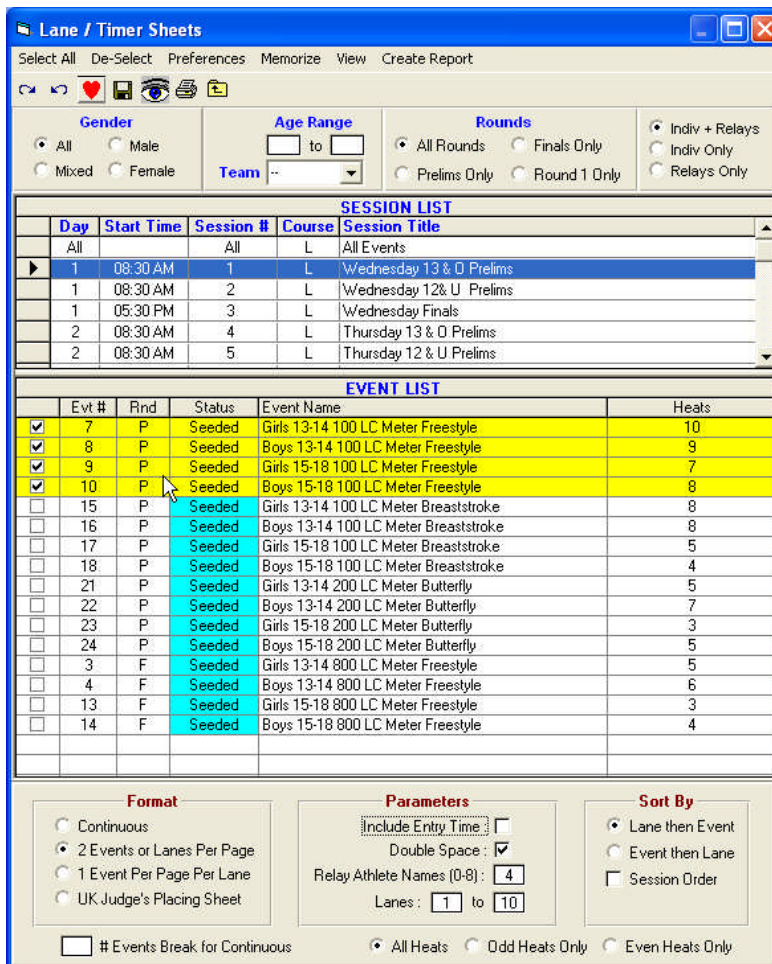 Lane / Timer Sheets
Select All De-Select Preferences Memorize View Create Report
Gender
All Male
Mixed Female
Age Range
to
Team --
Rounds
All Rounds Finals Only
Prelims Only Round 1 Only
Indiv + Relays
Indiv Only
Relays Only
SESSION LIST
Day Start Time Session # Course Session Title
All All L All Events
1 08:30 AM 1 L Wednesday 13 & O Prelims
1 08:30 AM 2 L Wednesday 12& U Prelims
1 05:30 PM 3 L Wednesday Finals
2 08:30 AM 4 L Thursday 13 & O Prelims
2 08:30 AM 5 L Thursday 12 & U Prelims
EVENT LIST
Evt # Rnd Status Event Name Heats
7 P Seeded Girls 13-14 100 LC Meter Freestyle 10
8 P Seeded Boys 13-14 100 LC Meter Freestyle 9
9 P Seeded Girls 15-18 100 LC Meter Freestyle 7
10 P Seeded Boys 15-18 100 LC Meter Freestyle 8
15 P Seeded Girls 13-14 100 LC Meter Breaststroke 8
16 P Seeded Boys 13-14 100 LC Meter Breaststroke 8
17 P Seeded Girls 15-18 100 LC Meter Breaststroke 5
18 P Seeded Boys 15-18 100 LC Meter Breaststroke 4
21 P Seeded Girls 13-14 200 LC Meter Butterfly 5
22 P Seeded Boys 13-14 200 LC Meter Butterfly 7
23 P Seeded Girls 15-18 200 LC Meter Butterfly 3
24 P Seeded Boys 15-18 200 LC Meter Butterfly 5
3 F Seeded Girls 13-14 800 LC Meter Freestyle 5
4 F Seeded Boys 13-14 800 LC Meter Freestyle 6
13 F Seeded Girls 15-18 800 LC Meter Freestyle 3
14 F Seeded Boys 15-18 800 LC Meter Freestyle 4
Format
Continuous
2 Events or Lanes Per Page
1 Event Per Page Per Lane
UK Judge's Placing Sheet
Parameters
Include Entry Time :
Double Space :
Relay Athlete Names (0-8) : 4
Lanes : 1 to 10
Sort By
Lane then Event
Event then Lane
Session Order
# Events Break for Continuous
All Heats Odd Heats Only Even Heats Only